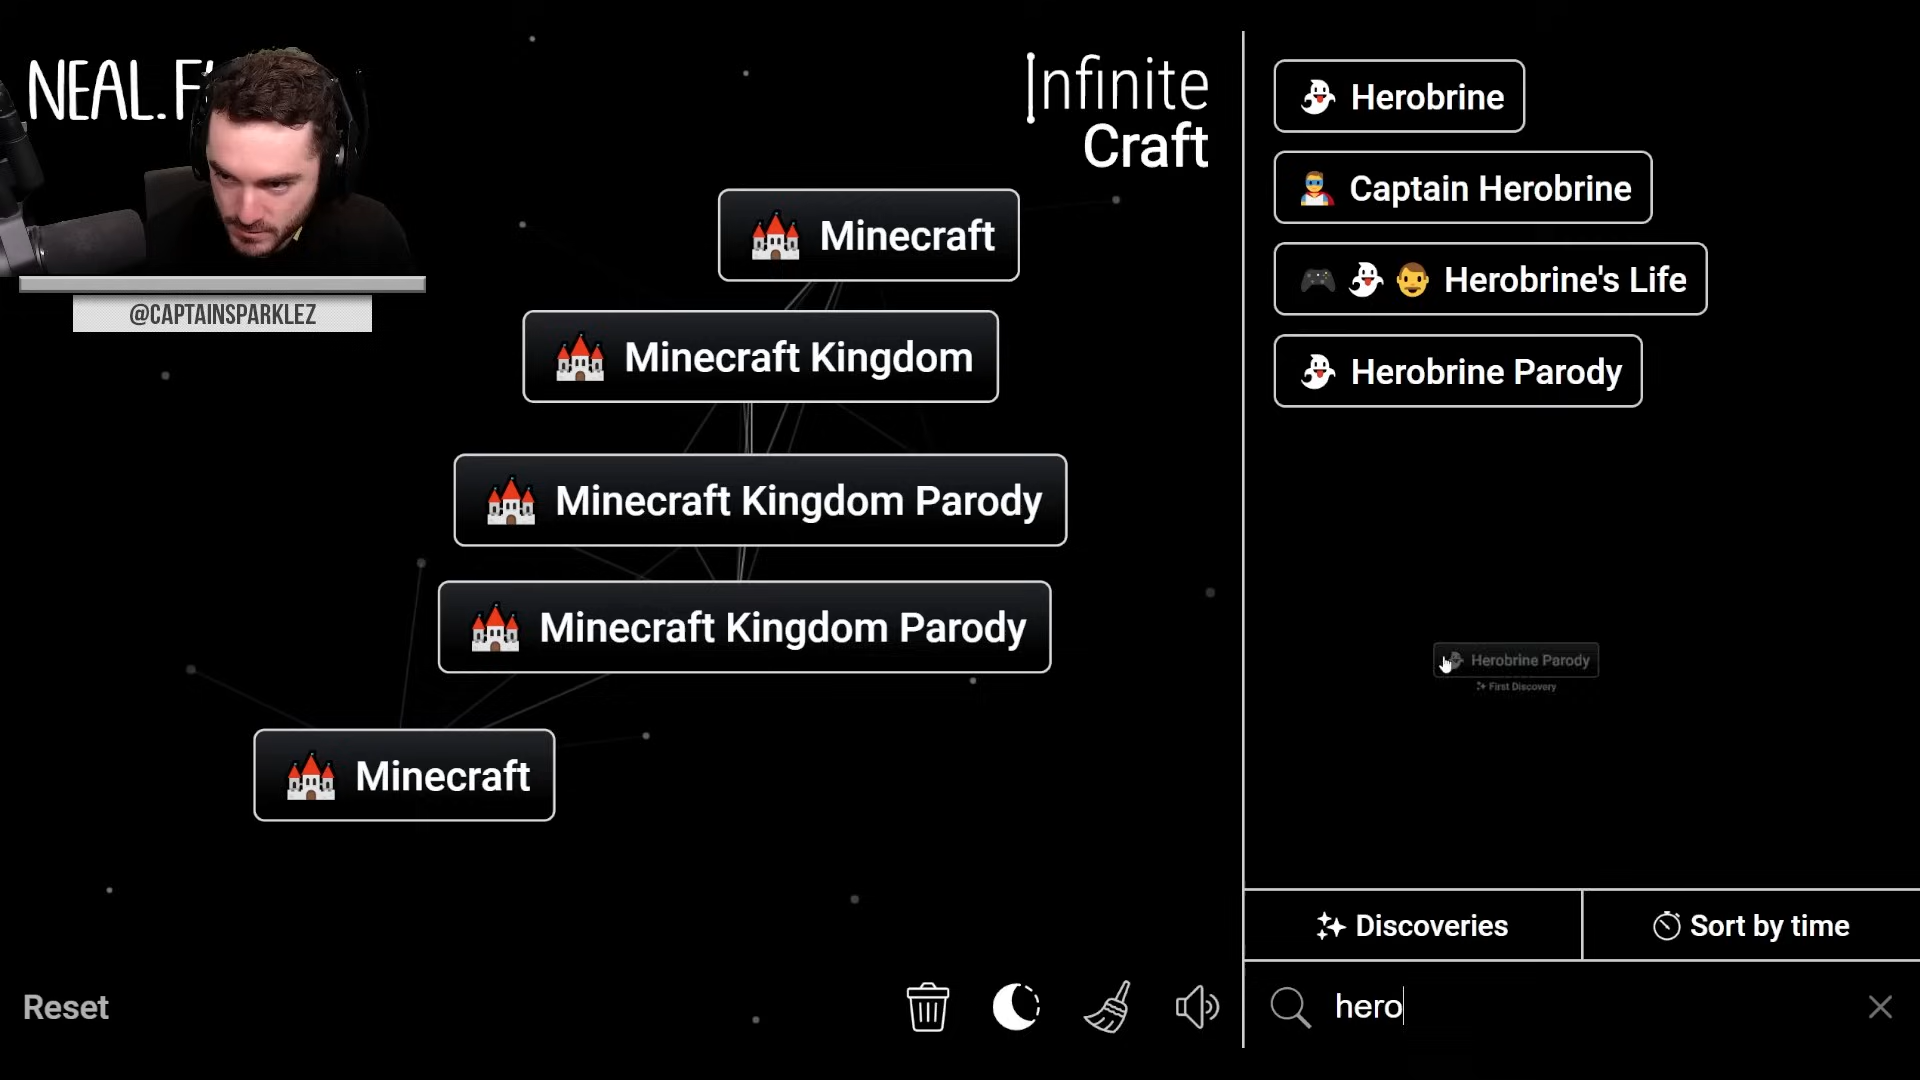 NEAL.F
@CAPTAINSPARKLEZ
Infinite
Craft
Minecraft
Minecraft Kingdom
Minecraft Kingdom Parody
Minecraft Kingdom Parody
Minecraft
Reset
Herobrine
Captain Herobrine
Herobrine's Life
Herobrine Parody
Herobrine Parody
First Discovery
Discoveries
Sort by time
hero